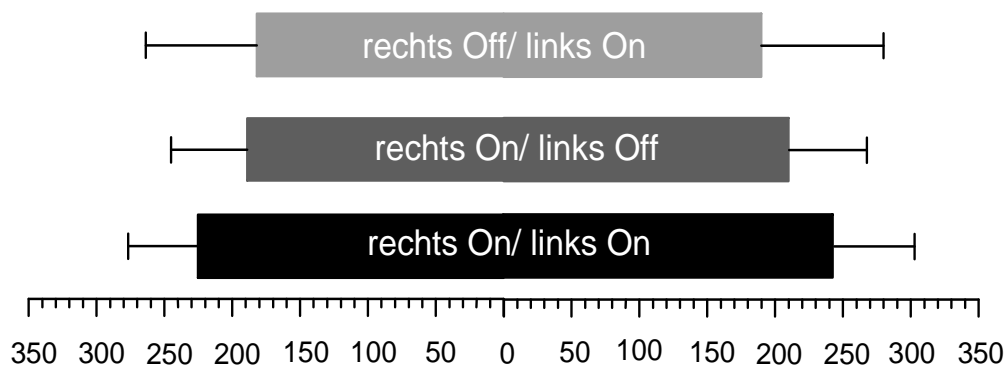 rechts Off/ links On
rechts On/ links Off
rechts On/ links On
350 300 250 200 150 100 50 0 50 100 150 200 250 300 350